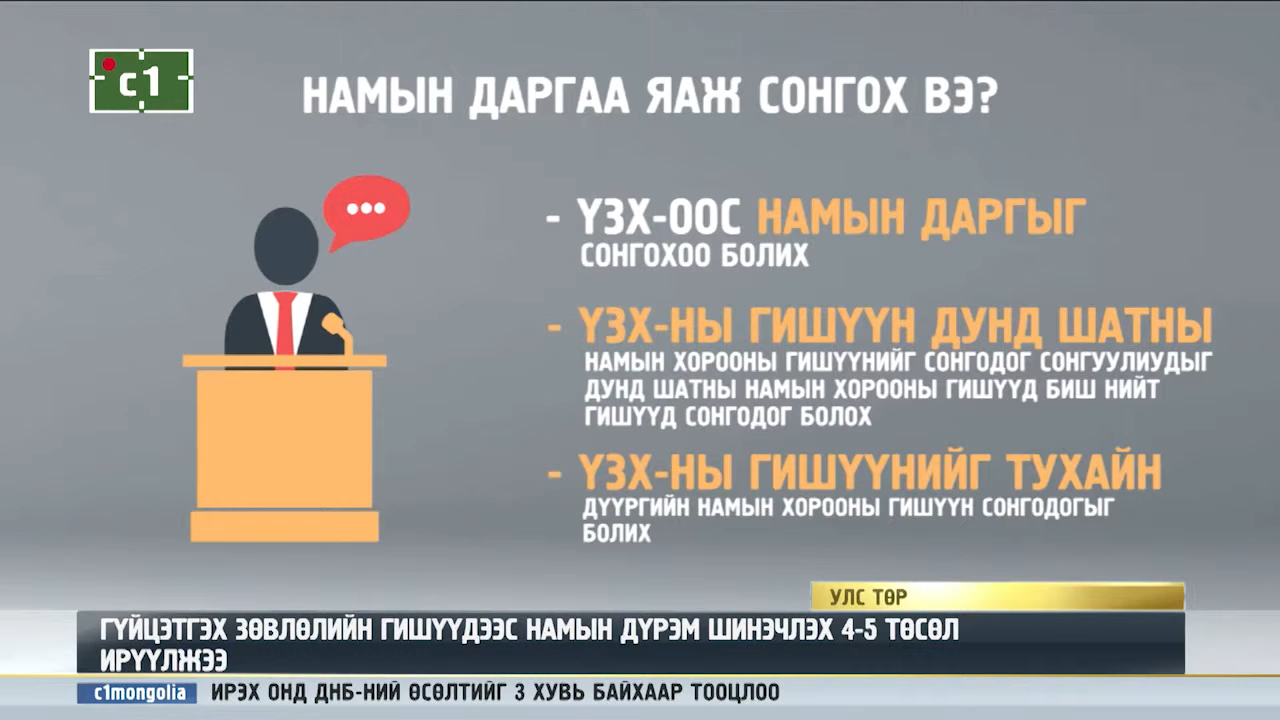 c1
НАМЫН ДАРГАА ЯАЖ СОНГОХ ВЭ?
- ҮЗХ-ООС НАМЫН ДАРГЫГ
СОНГОХОО БОЛИХ
- ҮЗХ-НЫ ГИШҮҮН ДУНД ШАТНЫ
НАМЫН ХОРООНЫ ГИШҮҮНИЙГ СОНГОДОГ СОНГУУЛИУДЫГ
ДУНД ШАТНЫ НАМЫН ХОРООНЫ ГИШҮҮД БИШ НИЙТ
ГИШҮҮД СОНГОДОГ БОЛОХ
- ҮЗХ-НЫ ГИШҮҮНИЙГ ТУХАЙН
ДҮҮРГИЙН НАМЫН ХОРООНЫ ГИШҮҮН СОНГОДОГЫГ
БОЛИХ
УЛС ТӨР
ГҮЙЦЭТГЭХ ЗӨВЛӨЛИЙН ГИШҮҮДЭЭС НАМЫН ДҮРЭМ ШИНЭЧЛЭХ 4-5 ТӨСӨЛ
ИРҮҮЛЖЭЭ
c1mongolia ИРЭХ ОНД ДНБ-НИЙ ӨСӨЛТИЙГ 3 ХУВЬ БАЙХААР ТООЦЛОО